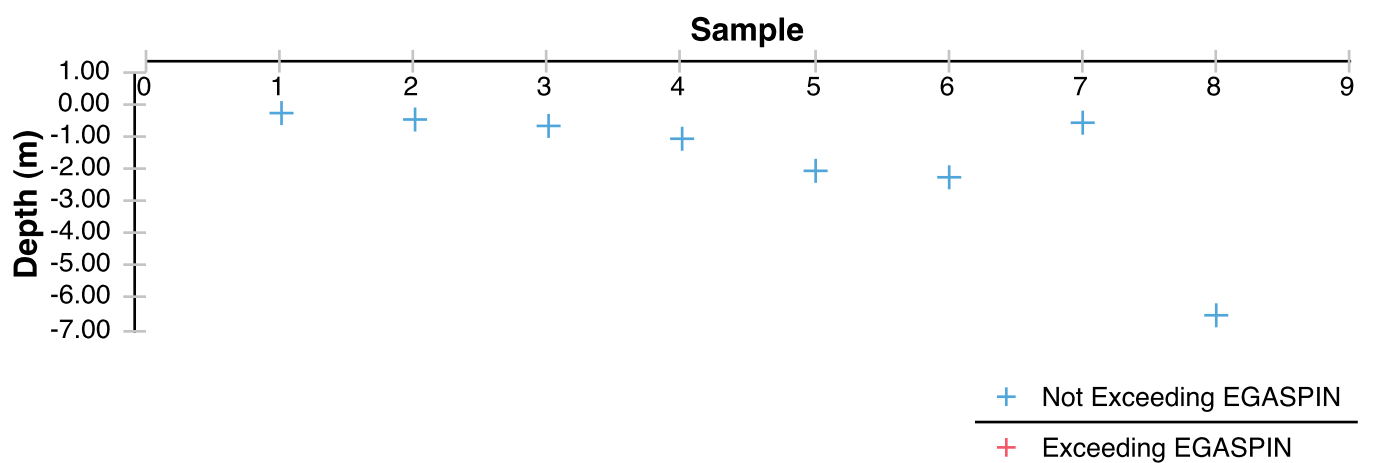 Sample
0 1 2 3 4 5 6 7 8 9
Depth (m)
1.00
0.00
-1.00
-2.00
-3.00
-4.00
-5.00
-6.00
-7.00
Not Exceeding EGASPIN
Exceeding EGASPIN